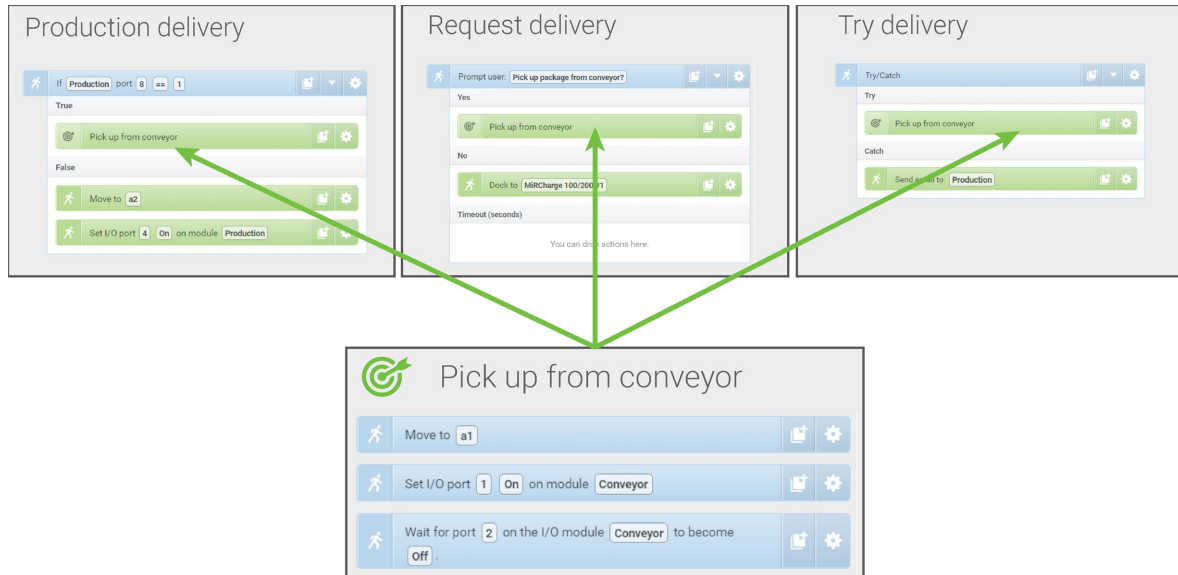 Production delivery
If Production port 8 == 1
True
Pick up from conveyor
False
Move to a2
Set I/O port 4 On on module Production
Request delivery
Prompt user: Pick up package from conveyor?
Yes
Pick up from conveyor
No
Dock to MiRCharge 100/200 #1
Timeout (seconds)
You can drop actions here.
Try delivery
Try/Catch
Try
Pick up from conveyor
Catch
Send email to Production
Pick up from conveyor
Move to a1
Set I/O port 1 On on module Conveyor
Wait for port 2 on the I/O module Conveyor to become
Off .